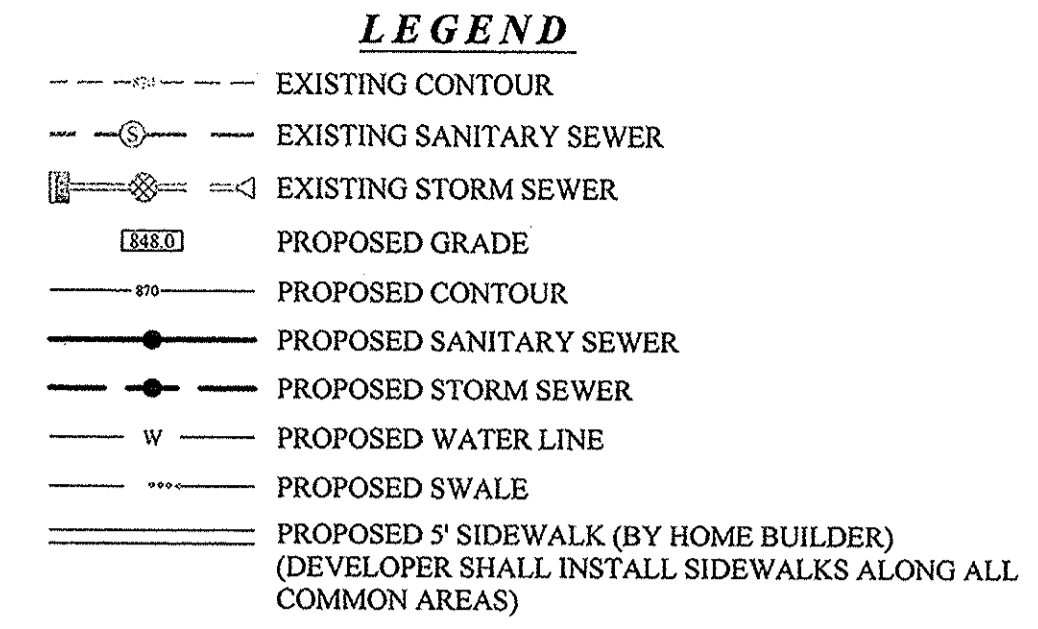 LEGEND
EXISTING CONTOUR
S EXISTING SANITARY SEWER
EXISTING STORM SEWER
848.0 PROPOSED GRADE
870 PROPOSED CONTOUR
PROPOSED SANITARY SEWER
PROPOSED STORM SEWER
W PROPOSED WATER LINE
PROPOSED SWALE
PROPOSED 5' SIDEWALK (BY HOME BUILDER)
(DEVELOPER SHALL INSTALL SIDEWALKS ALONG ALL
COMMON AREAS)